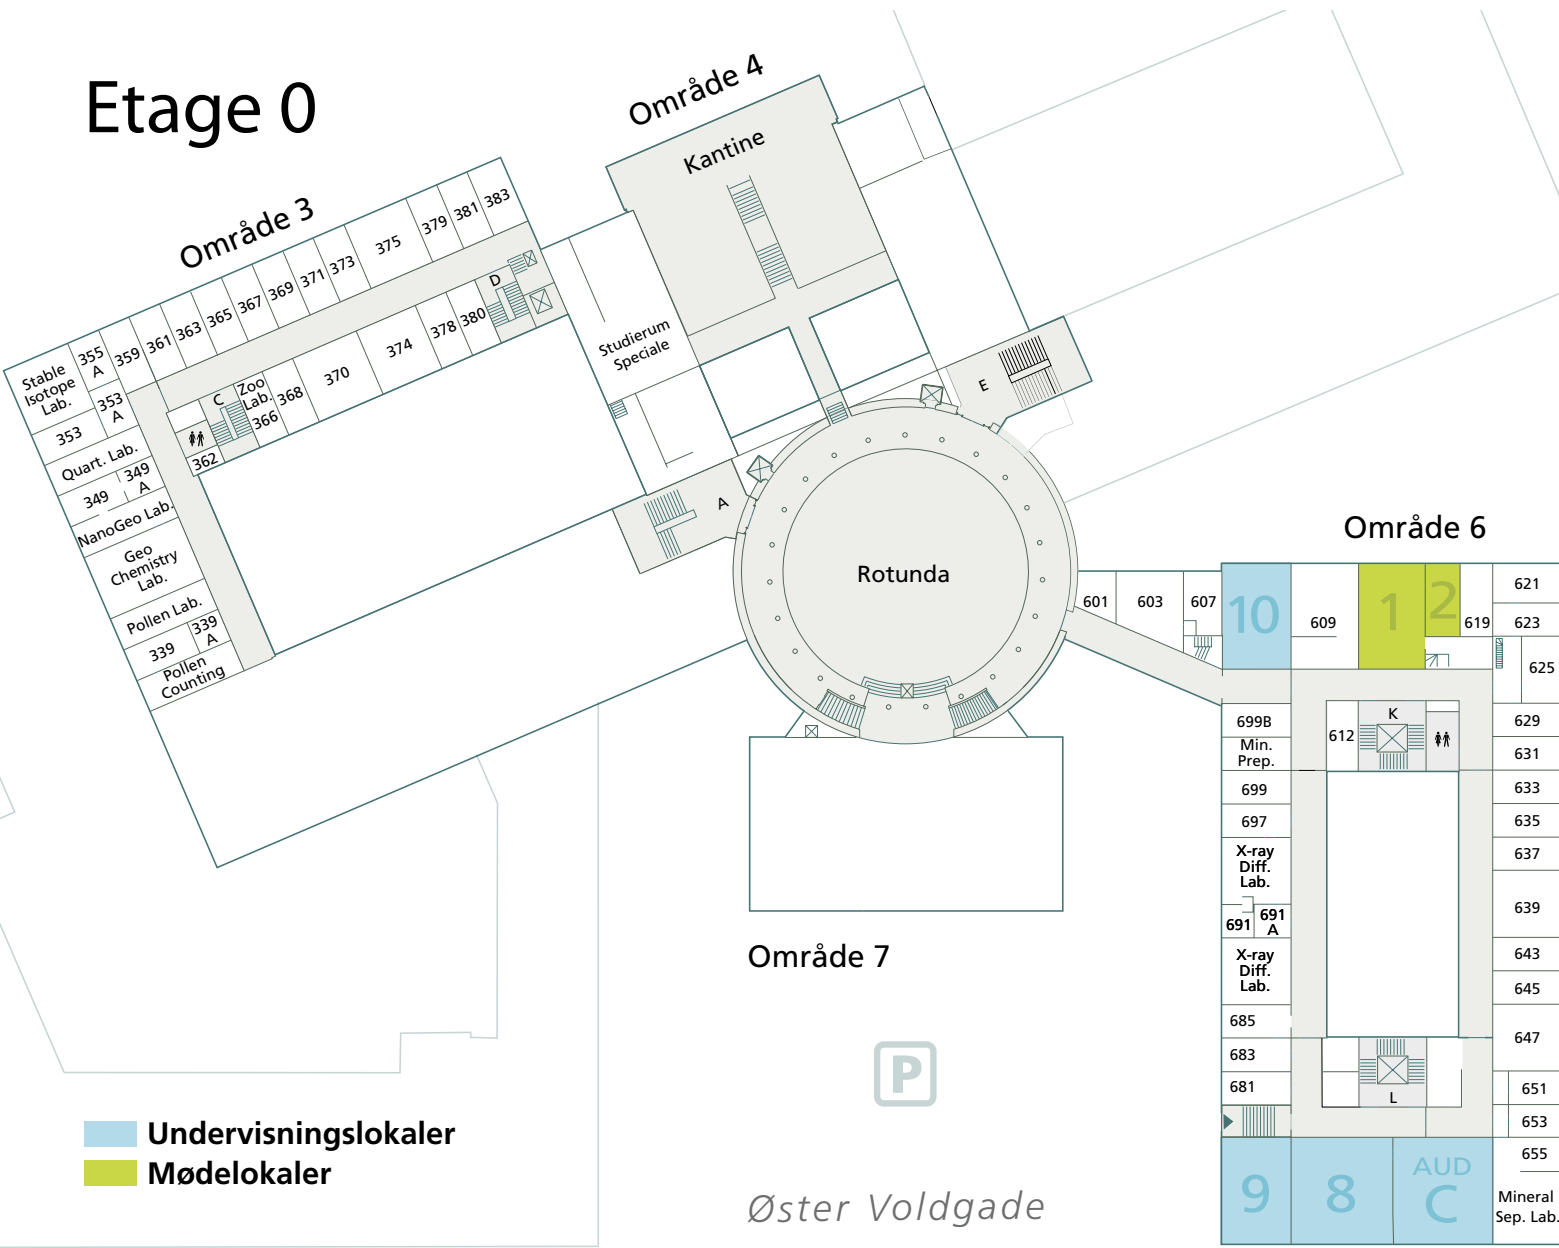 Etage 0
Område 4
Kantine
Område 3
383
381
379
375
373
371
369
367
365
363
361
359
355
A
Stable
Isotope
Lab.
353
A
353
Quart. Lab.
349
349
A
NanoGeo Lab.
Geo
Chemistry
Lab.
Pollen Lab.
339
339
A
Pollen
Counting
D
380
378
374
370
368
Zoo
Lab.
366
C
362
Studierum
Speciale
E
A
Rotunda
Område 6
601
603
607
10
609
1
2
619
621
623
625
699B
Min.
Prep.
612
K
629
631
699
697
633
635
X-ray
Diff.
Lab.
637
639
691
691
A
X-ray
Diff.
Lab.
643
645
685
683
681
647
L
651
653
655
Område 7
P
Undervisningslokaler
Mødelokaler
Øster Voldgade
9
8
AUD
C
Mineral
Sep. Lab.